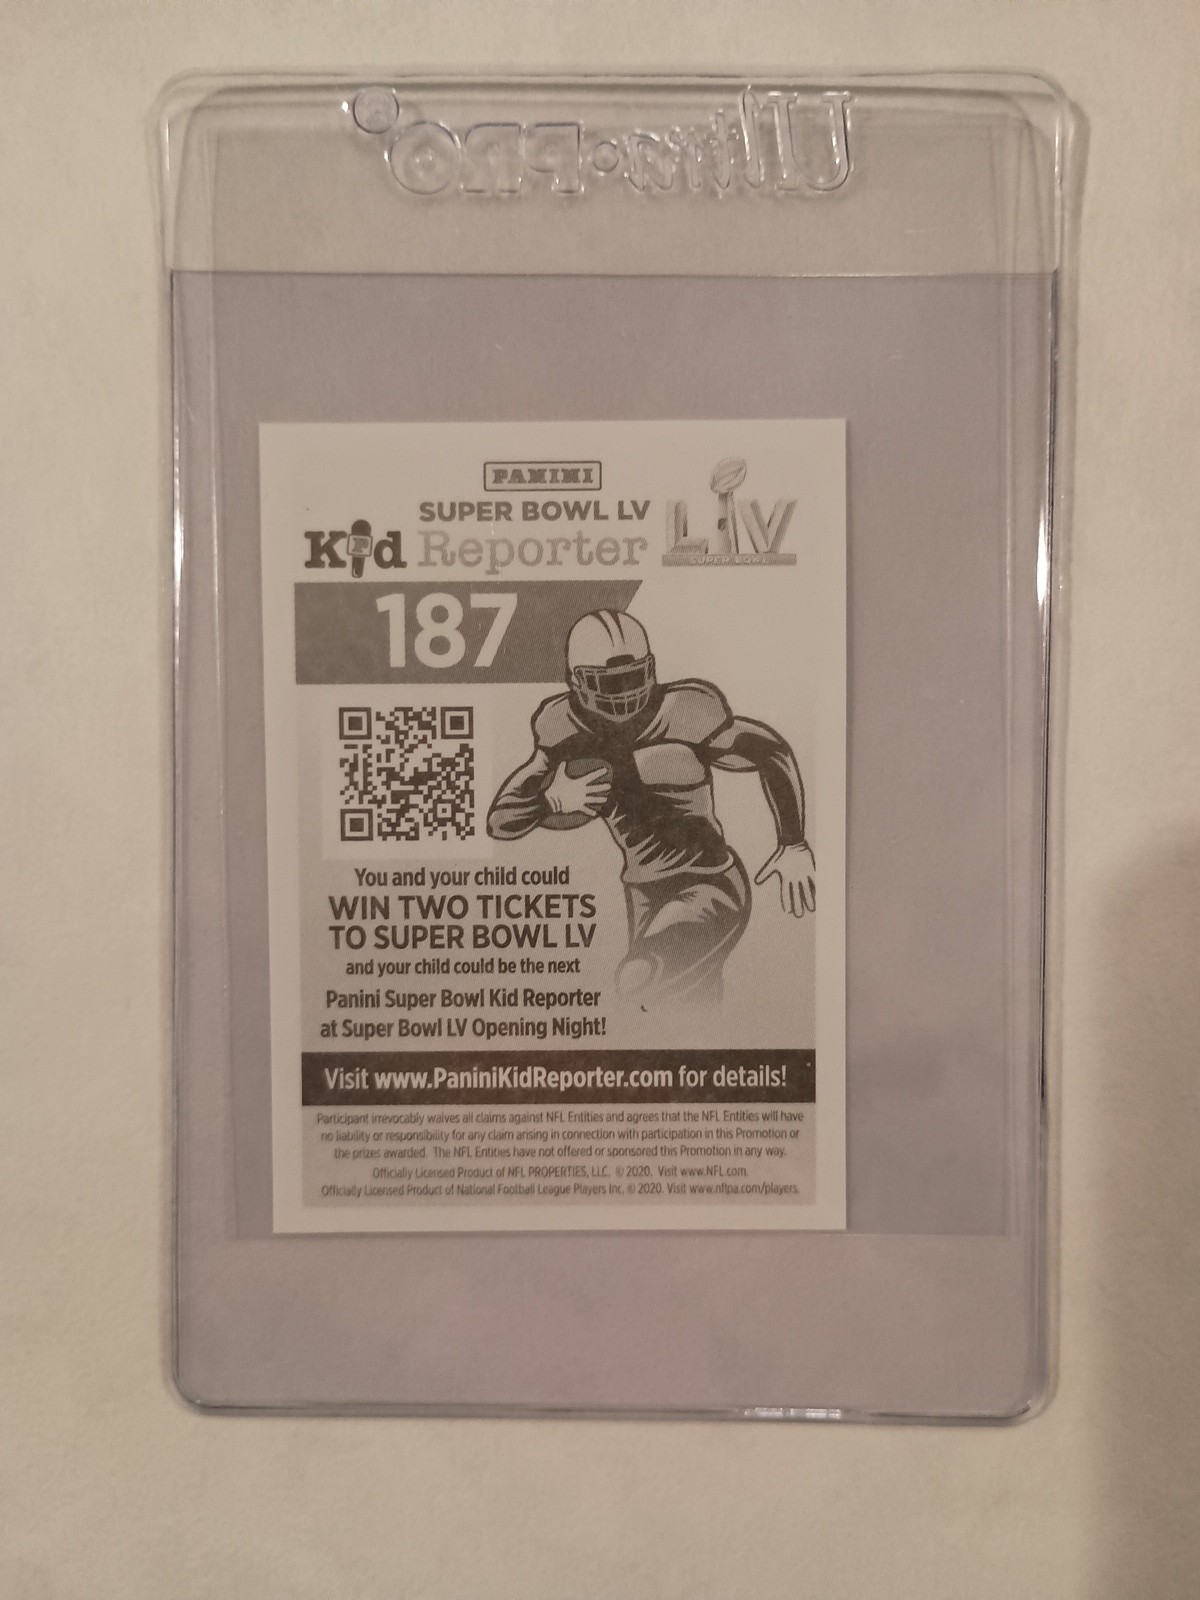 Ultra•PRO®
PANINI
SUPER BOWL LV
Kid Reporter
P
LIV
SUPER BOWL
187
You and your child could
WIN TWO TICKETS
TO SUPER BOWL LV
and your child could be the next
Panini Super Bowl Kid Reporter
at Super Bowl LV Opening Night!
Visit www.PaniniKidReporter.com for details!
Participant irrevocably waives all claims against NFL Entities and agrees that the NFL Entities will have
no liability or responsibility for any claim arising in connection with participation in this Promotion or
the prizes awarded. The NFL Entities have not offered or sponsored this Promotion in any way.
Officially Licensed Product of NFL PROPERTIES, LLC. © 2020. Visit www.NFL.com.
Officially Licensed Product of National Football League Players Inc. © 2020. Visit www.nflpa.com/players.